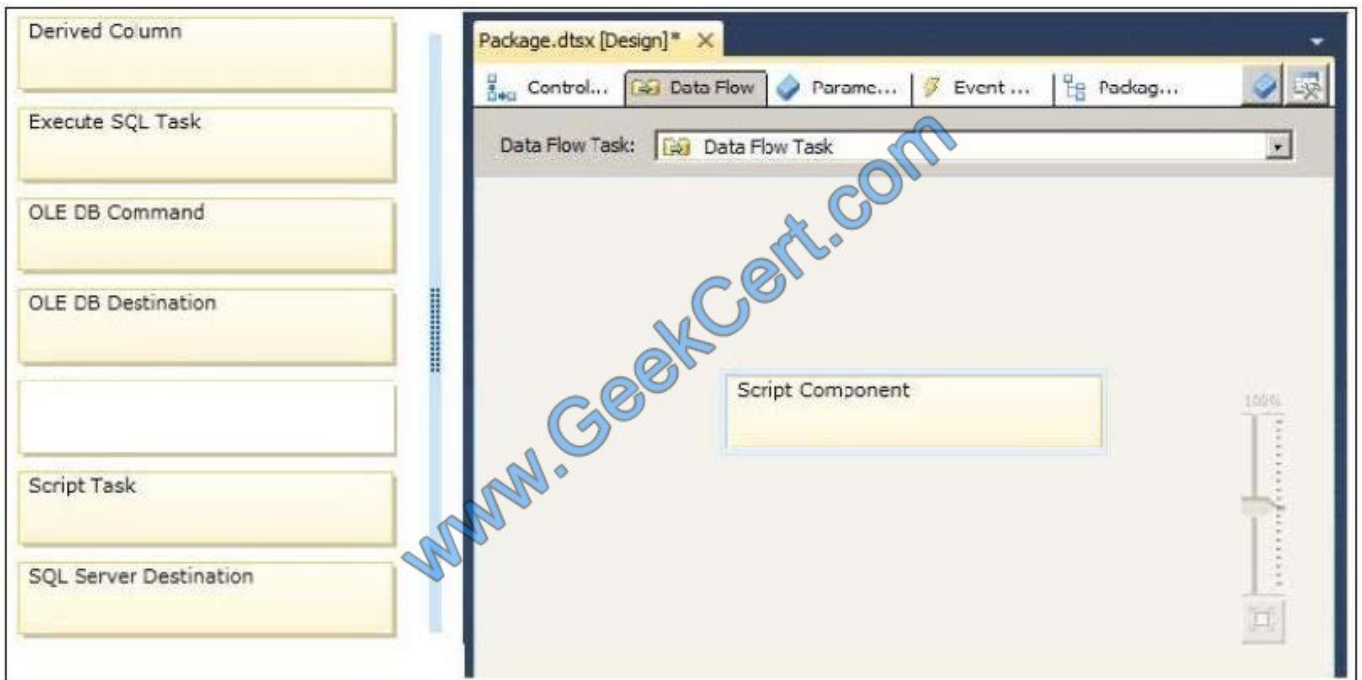 Derived Column
Execute SQL Task
OLE DB Command
OLE DB Destination
Script Task
SQL Server Destination
Package.dtsx [Design]*
Control... Data Flow Parame... Event ... Packag...
Data Flow Task: Data Flow Task
Script Component
100%
www.GeekCert.com